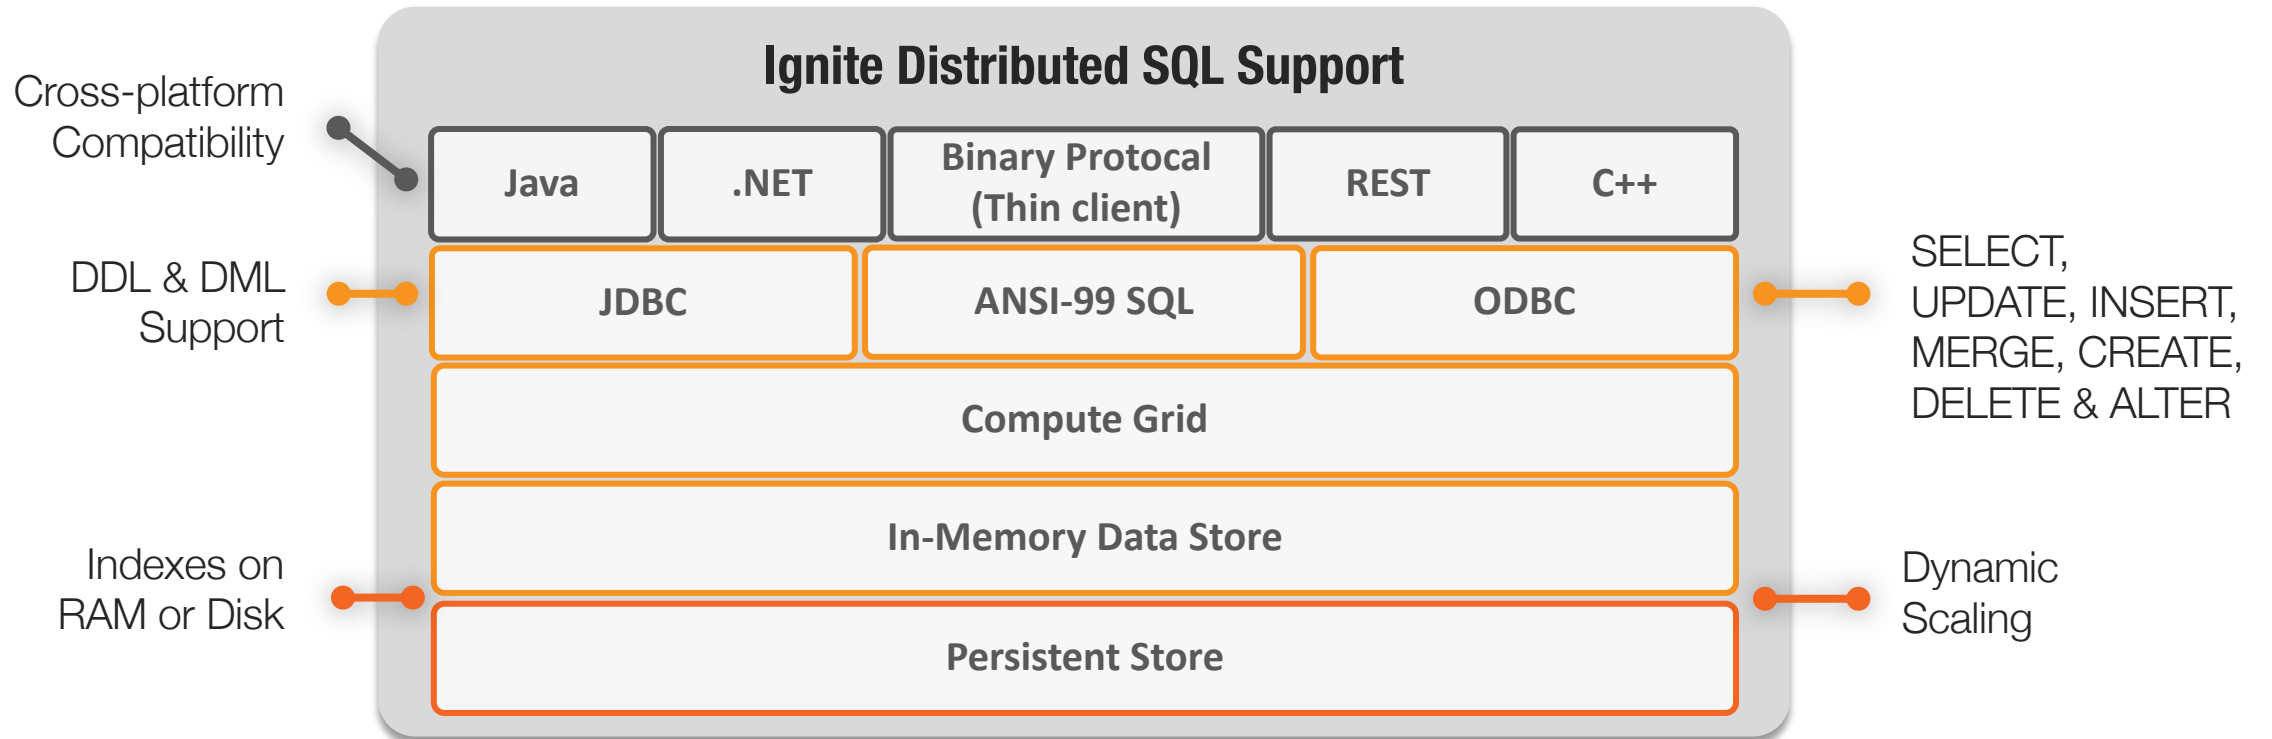 Ignite Distributed SQL Support
Cross-platform
Compatibility
Java
.NET
Binary Protocal
(Thin client)
REST
C++
DDL & DML
Support
JDBC
ANSI-99 SQL
ODBC
SELECT,
UPDATE, INSERT,
MERGE, CREATE,
DELETE & ALTER
Compute Grid
In-Memory Data Store
Indexes on
RAM or Disk
Dynamic
Scaling
Persistent Store